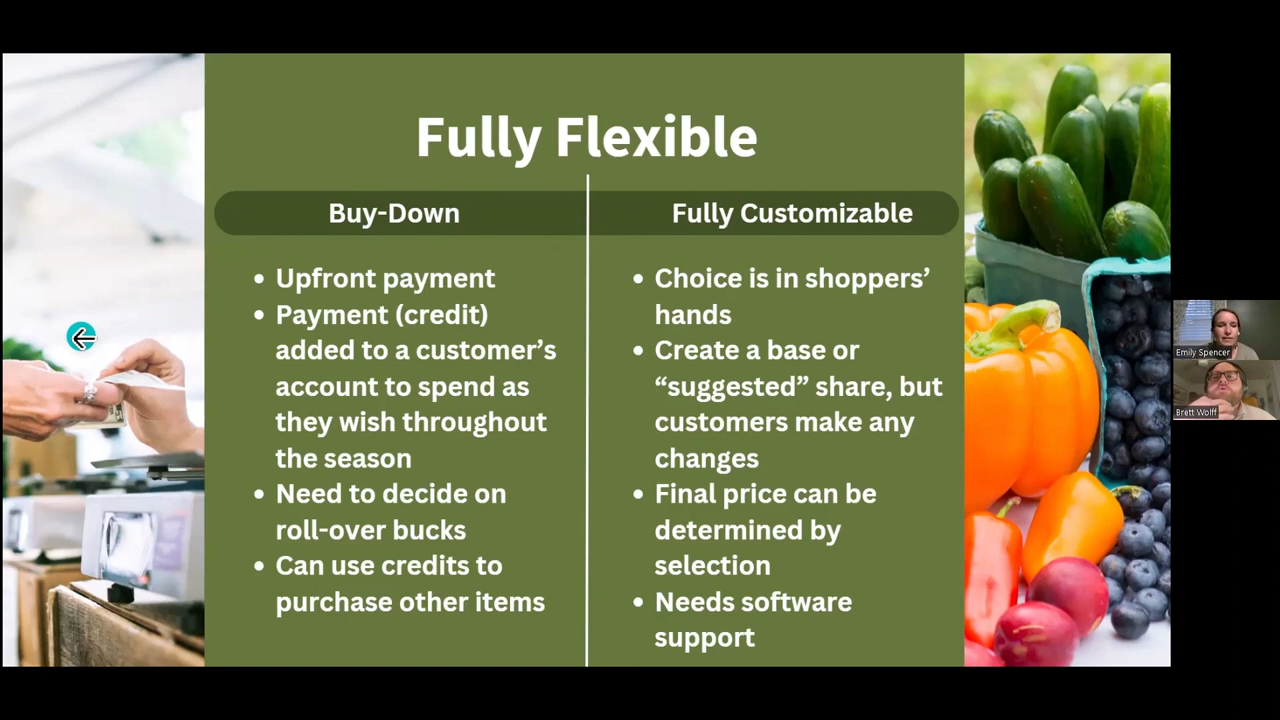 Fully Flexible
Buy-Down
Upfront payment
Payment (credit)
added to a customer’s
account to spend as
they wish throughout
the season
Need to decide on
roll-over bucks
Can use credits to
purchase other items
Fully Customizable
Choice is in shoppers’
hands
Create a base or
“suggested” share, but
customers make any
changes
Final price can be
determined by
selection
Needs software
support
Emily Spencer
Brett Wolff